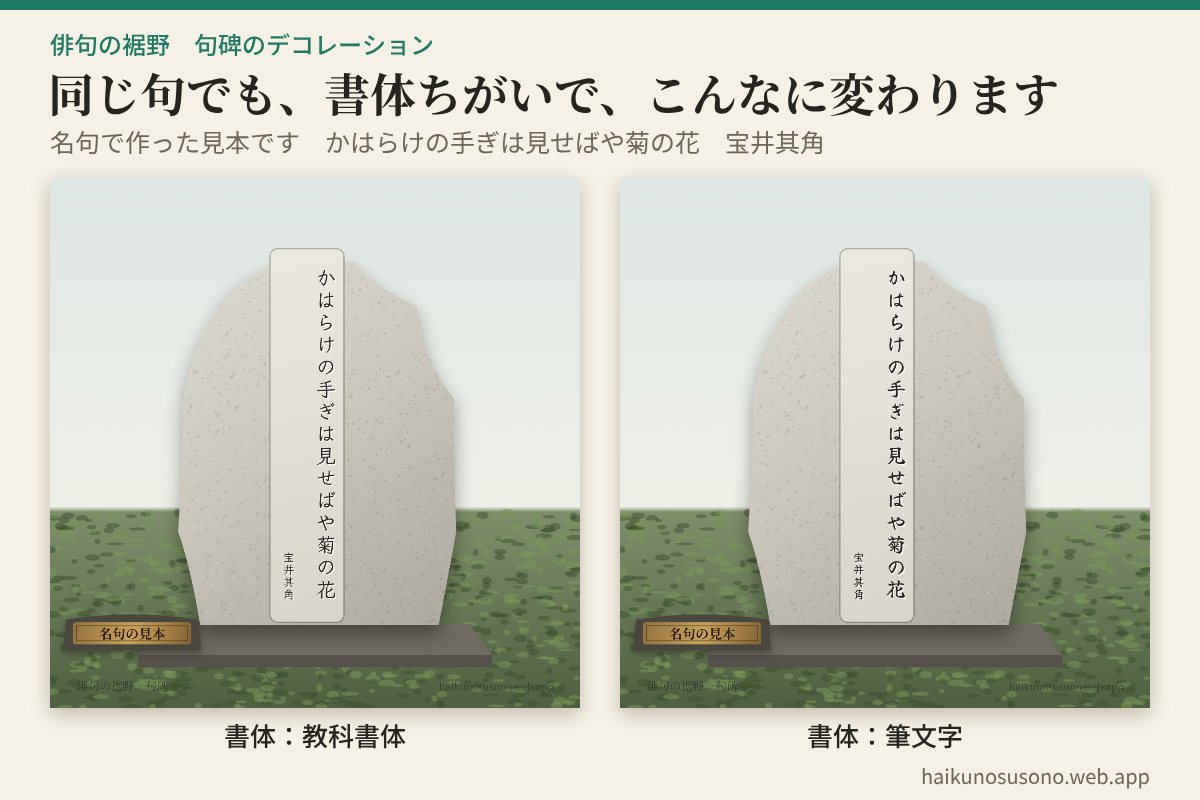 俳句の裾野　句碑のデコレーション
同じ句でも、書体ちがいで、こんなに変わります
名句で作った見本です　かはらけの手ぎは見せばや菊の花　宝井其角
かはらけの手ぎは見せばや菊の花
宝井其角
名句の見本
俳句の裾野　句碑
haikunosusono.web.app
書体：教科書体
かはらけの手ぎは見せばや菊の花
宝井其角
名句の見本
俳句の裾野　句碑
haikunosusono.web.app
書体：筆文字
haikunosusono.web.app